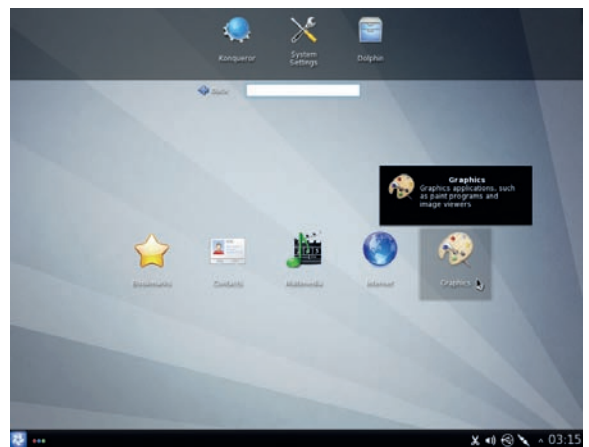 Konqueror
System
Settings
Dolphin
Graphics
Graphics applications, such
as paint programs and
image viewers
Bookmarks
Contacts
Multimedia
Internet
Graphics
03:15